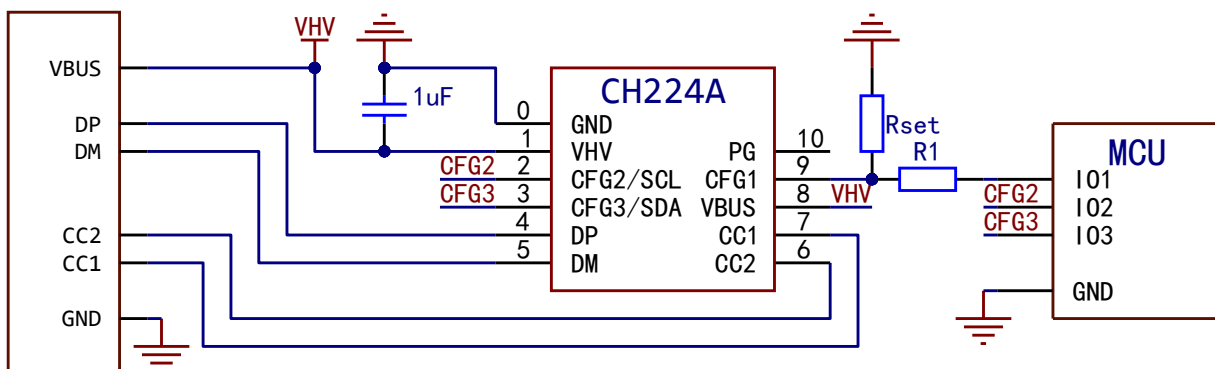 VHV
VBUS
DP
DM
CC2
CC1
GND
1uF
CH224A
0
GND
1
VHV
CFG2
2
CFG2/SCL
CFG3
3
CFG3/SDA
4
DP
5
DM
PG
10
CFG1
9
VBUS
8
VHV
CC1
7
CC2
6
Rset
R1
MCU
IO1
CFG2
IO2
CFG3
IO3
GND